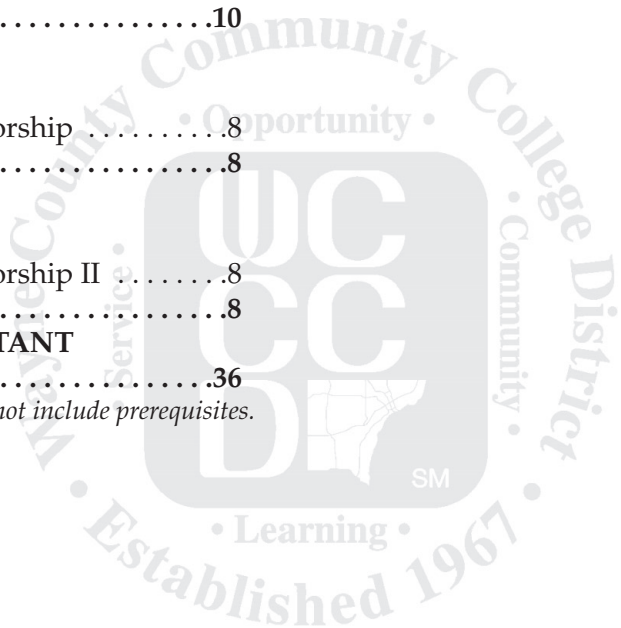 . . . . . . . . . . . . . . . .10
orship . . . . . . . . . .8
. . . . . . . . . . . . . . . . .8
orship II . . . . . . . .8
. . . . . . . . . . . . . . . . .8
TANT
. . . . . . . . . . . . . . . .36
not include prerequisites.
Wayne County Community College District
• Opportunity •
• Community •
Service •
UC
CC
D
SM
• Learning •
• Established 1967 •